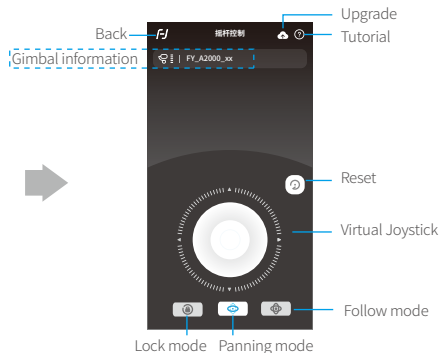 Upgrade
Back
摇杆控制
Tutorial
Gimbal information
FY_A2000_xx
Reset
Virtual Joystick
Follow mode
Lock mode
Panning mode